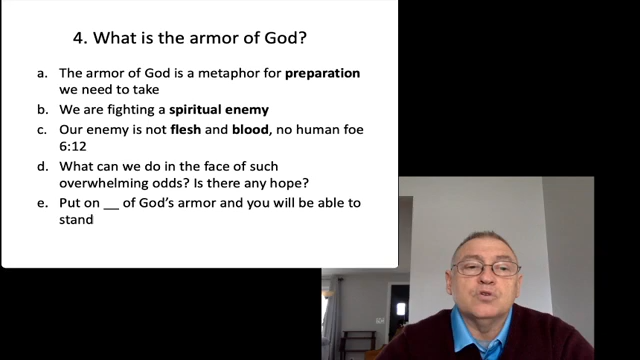 4. What is the armor of God?
a. The armor of God is a metaphor for preparation
we need to take
b. We are fighting a spiritual enemy
c. Our enemy is not flesh and blood, no human foe
6:12
d. What can we do in the face of such
overwhelming odds? Is there any hope?
e. Put on __ of God's armor and you will be able to
stand